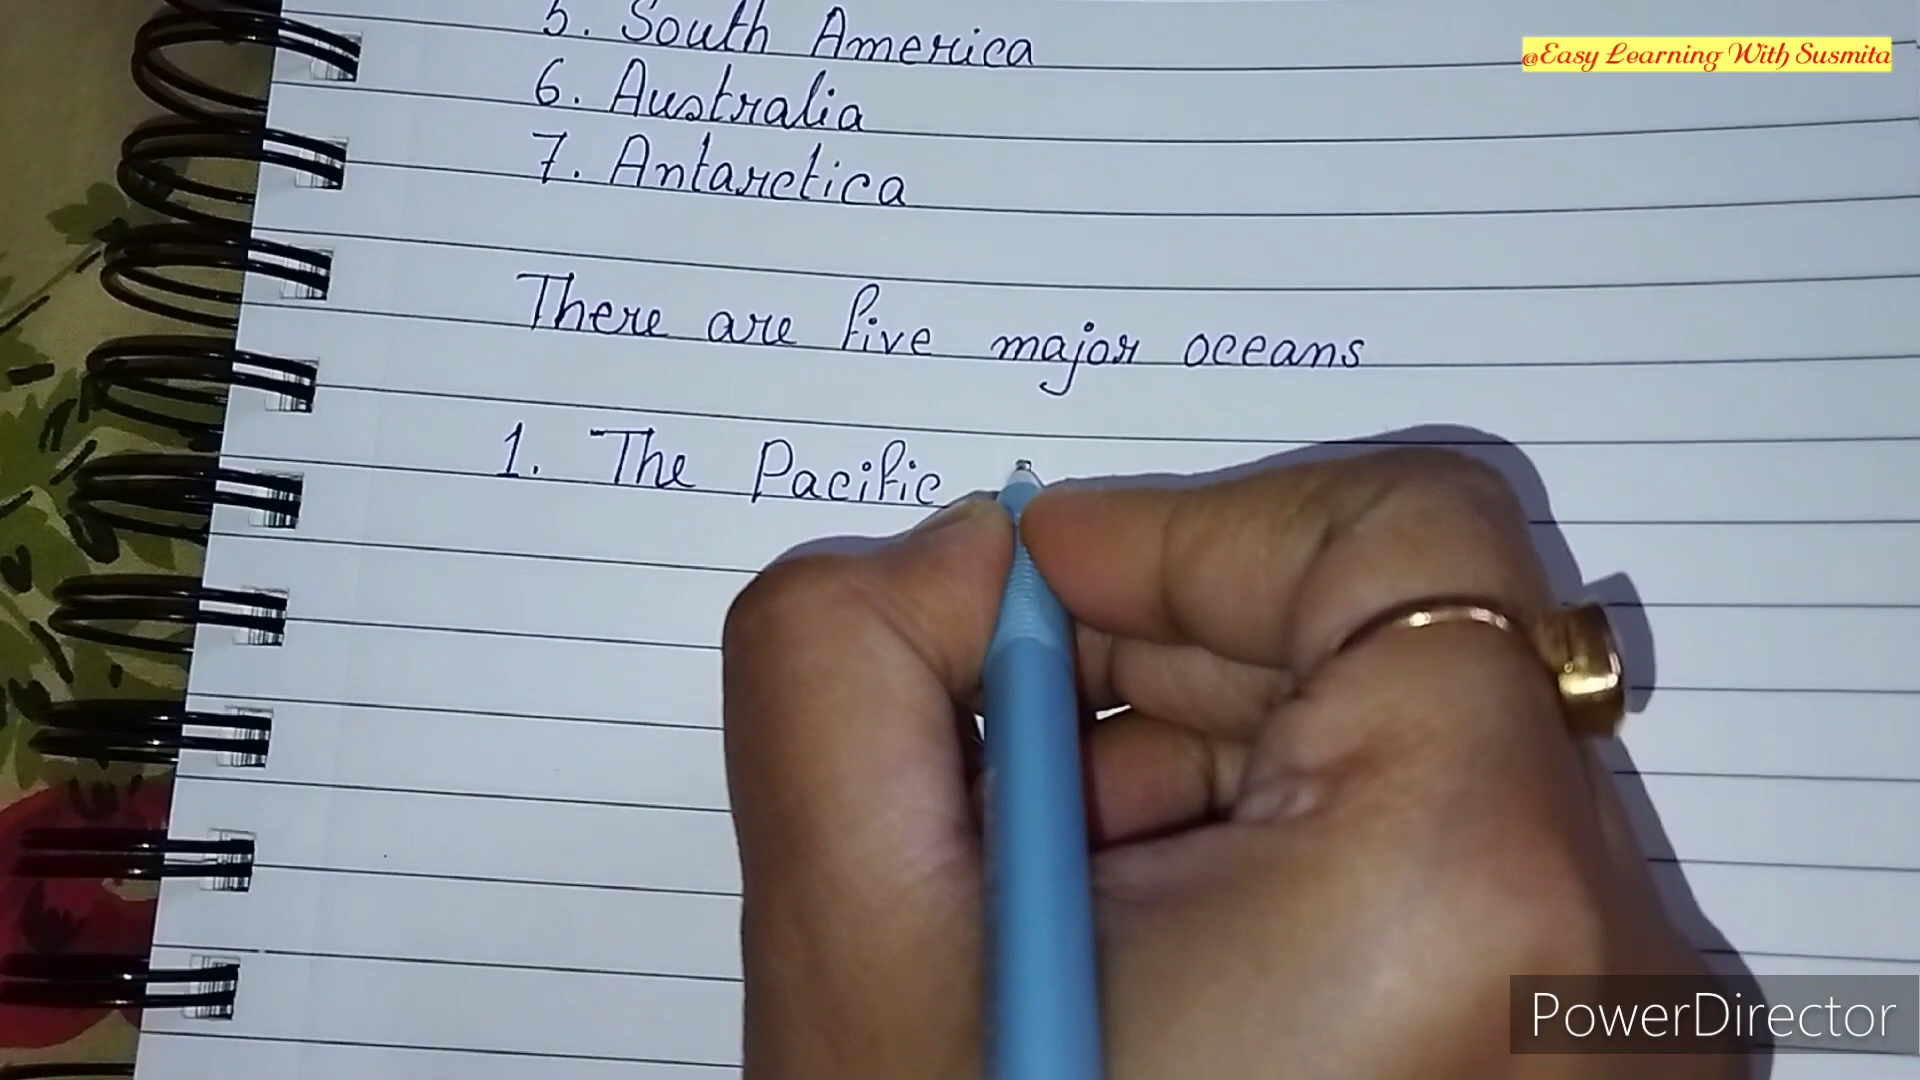 5. South America
@Easy Learning With Susmita
6. Australia
7. Antarctica
There are five major oceans
1. The Pacific
PowerDirector